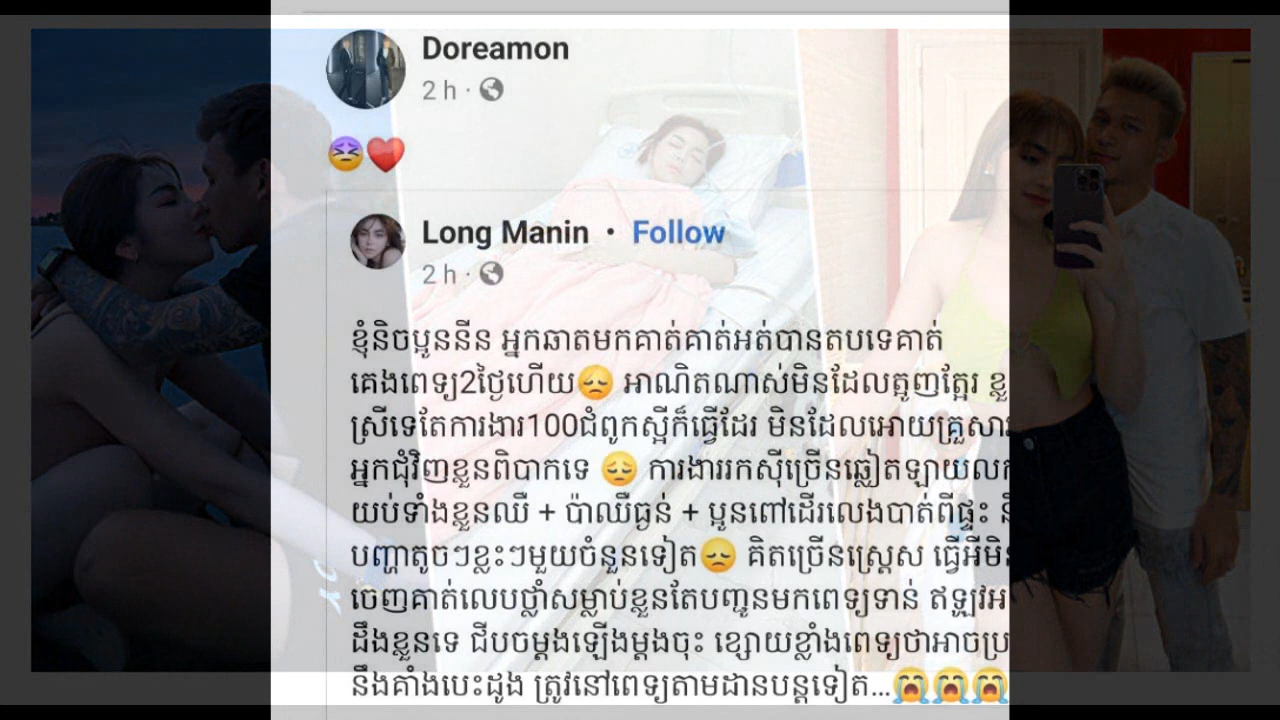 Doreamon
2 h ·
Long Manin • Follow
2 h ·
ខ្ញុំនិចប្អូននីន អ្នកឆាតមកគាត់គាត់អត់បានតបទេគាត់
គេងពេទ្យ2ថ្ងៃហើយ😞 អាណិតណាស់មិនដែលត្អូញត្អែរ ខ្លួ
ស្រីទេតែការងារ100ជំពូកស្អីក៏ធ្វើដែរ មិនដែលអោយគ្រួសារ
អ្នកជុំវិញខ្លួនពិបាកទេ 😔 ការងាររកស៊ីច្រើនឆ្លៀតឡាយលក់
យប់ទាំងខ្លួនឈឺ + ប៉ាឈឺធ្ងន់ + ប្អូនពៅដើរលេងបាត់ពីផ្ទះ និ
បញ្ហាតូចៗខ្លះៗមួយចំនួនទៀត😞 គិតច្រើនស្ត្រេស ធ្វើអីមិន
ចេញគាត់លេបថ្លាំសម្លាប់ខ្លួនតែបញ្ជូនមកពេទ្យទាន់ ឥឡូវអ
ដឹងខ្លួនទេ ជីបចម្ដងឡើងម្ដងចុះ ខ្សោយខ្លាំងពេទ្យថាអាចប្រ
នឹងគាំងបេះដូង ត្រូវនៅពេទ្យតាមដានបន្តទៀត...😭😭😭